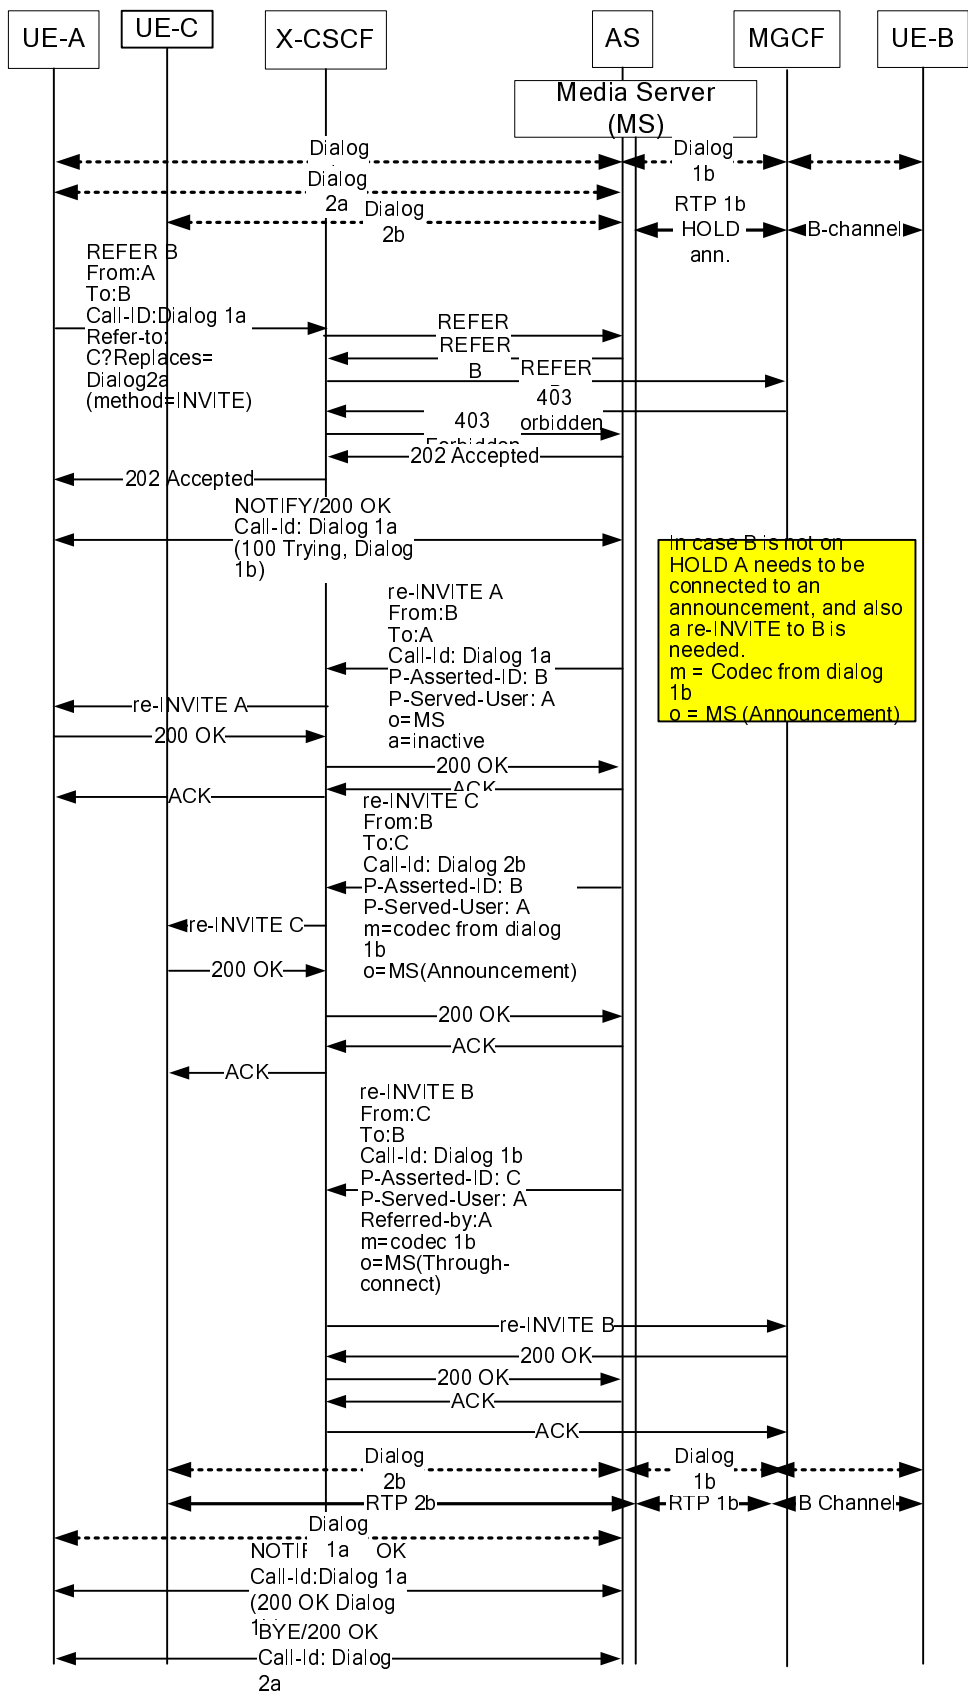 UE-A
UE-C
X-CSCF
AS
MGCF
UE-B
Media Server
(MS)
Dialog
Dialog
1b
Dialog
2a
Dialog
2b
RTP 1b
HOLD
ann.
B-channel
REFER B
From:A
To:B
Call-ID:Dialog 1a
Refer-to:
C?Replaces=
Dialog2a
(method=INVITE)
REFER
REFER
B
REFER
403
orbidden
403
Forbidden
202 Accepted
202 Accepted
NOTIFY/200 OK
Call-Id: Dialog 1a
(100 Trying, Dialog
1b)
In case B is not on
HOLD A needs to be
connected to an
announcement, and also
a re-INVITE to B is
needed.
m = Codec from dialog
1b
o = MS (Announcement)
re-INVITE A
From:B
To:A
Call-Id: Dialog 1a
P-Asserted-ID: B
P-Served-User: A
o=MS
a=inactive
re-INVITE A
200 OK
200 OK
ACK
ACK
re-INVITE C
From:B
To:C
Call-Id: Dialog 2b
P-Asserted-ID: B
P-Served-User: A
m=codec from dialog
1b
o=MS(Announcement)
re-INVITE C
200 OK
200 OK
ACK
ACK
re-INVITE B
From:C
To:B
Call-Id: Dialog 1b
P-Asserted-ID: C
P-Served-User: A
Referred-by:A
m=codec 1b
o=MS(Through-
connect)
re-INVITE B
200 OK
200 OK
ACK
ACK
Dialog
2b
Dialog
1b
RTP 2b
RTP 1b
B Channel
Dialog
1a
NOTIF OK
Call-Id:Dialog 1a
(200 OK Dialog
BYE/200 OK
Call-Id: Dialog
2a